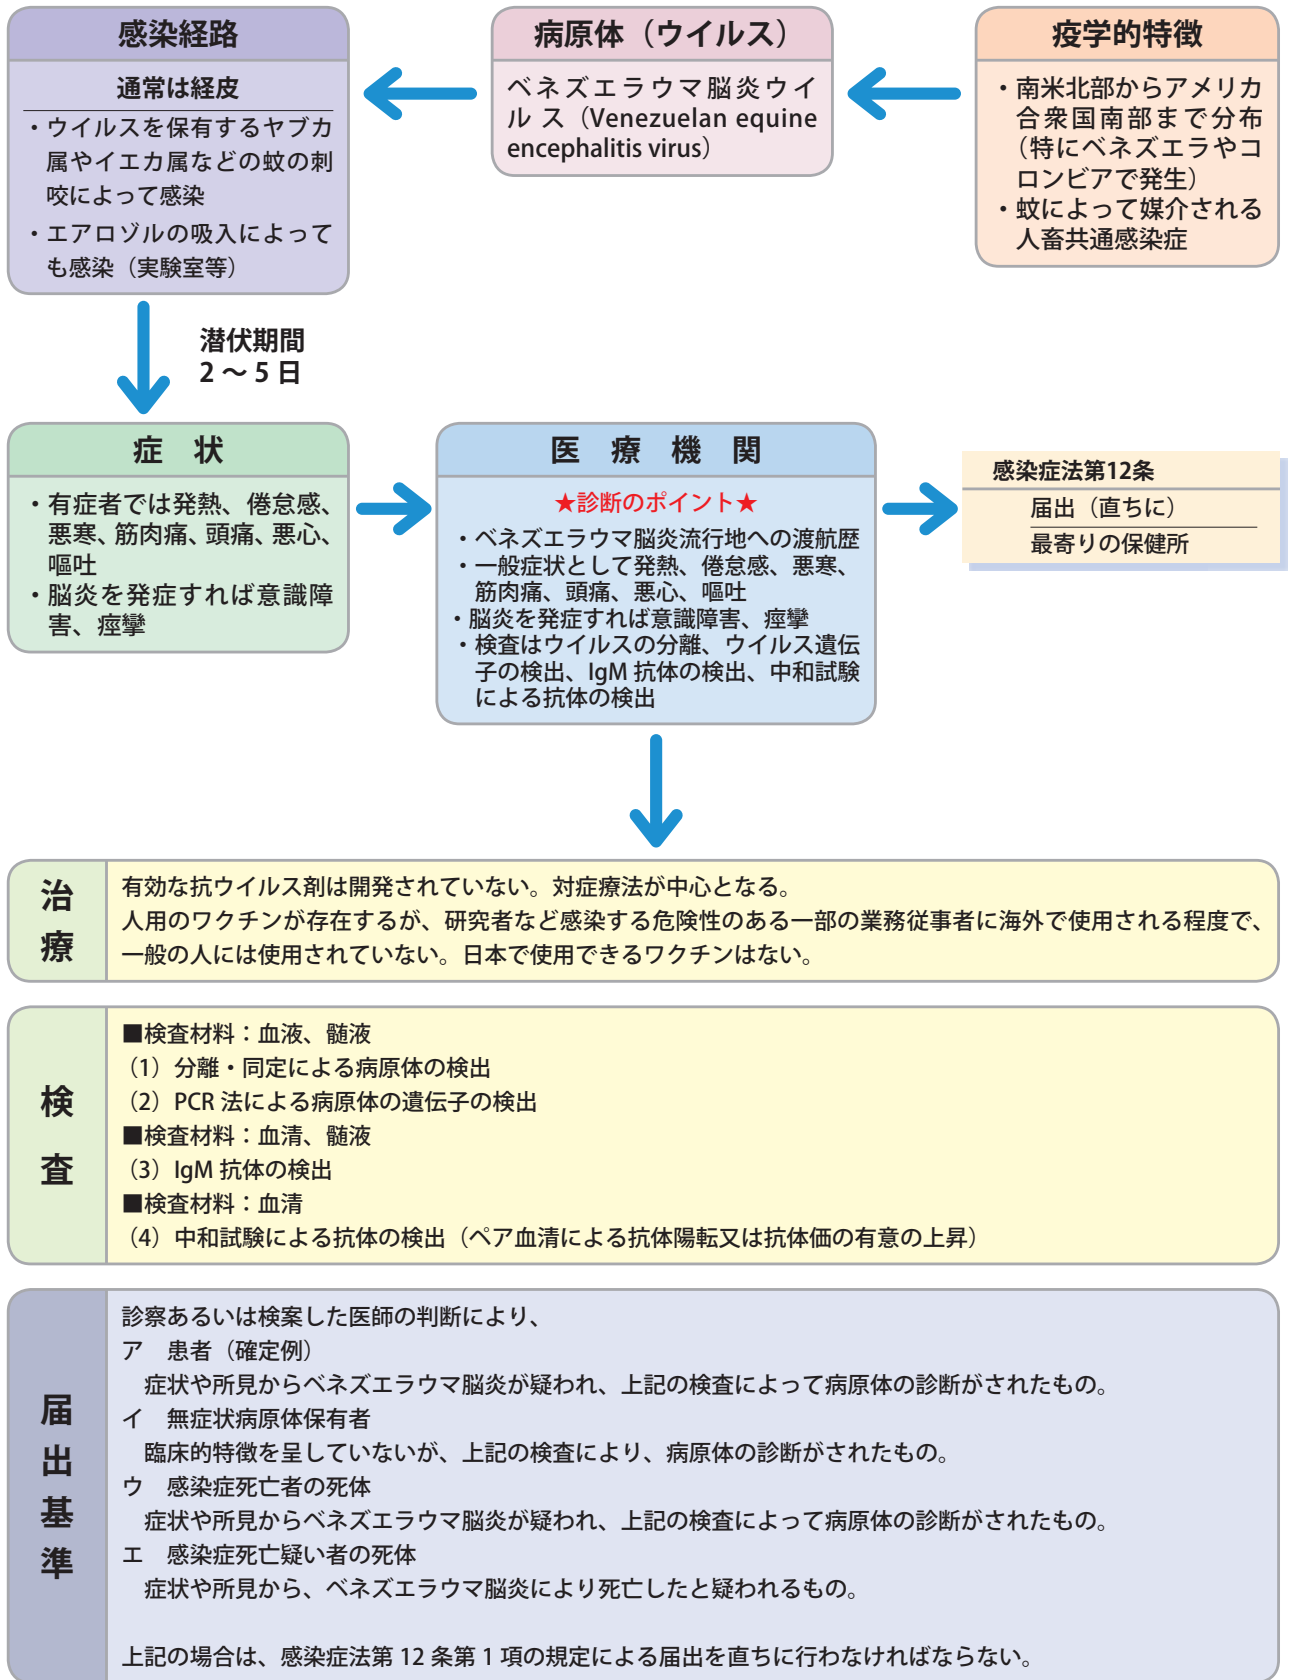 感染経路
通常は経皮
・ウイルスを保有するヤブカ
属やイエカ属などの蚊の刺
咬によって感染
・エアロゾルの吸入によって
も感染（実験室等）
病原体（ウイルス）
ベネズエラウマ脳炎ウイ
ルス（Venezuelan equine
encephalitis virus）
疫学的特徴
・南米北部からアメリカ
合衆国南部まで分布
（特にベネズエラやコ
ロンビアで発生）
・蚊によって媒介される
人畜共通感染症
潜伏期間
2～5日
症　状
・有症者では発熱、倦怠感、
悪寒、筋肉痛、頭痛、悪心、
嘔吐
・脳炎を発症すれば意識障
害、痙攣
医　療　機　関
★診断のポイント★
・ベネズエラウマ脳炎流行地への渡航歴
・一般症状として発熱、倦怠感、悪寒、
筋肉痛、頭痛、悪心、嘔吐
・脳炎を発症すれば意識障害、痙攣
・検査はウイルスの分離、ウイルス遺伝
子の検出、IgM 抗体の検出、中和試験
による抗体の検出
感染症法第12条
届出（直ちに）
最寄りの保健所
治療
有効な抗ウイルス剤は開発されていない。対症療法が中心となる。
人用のワクチンが存在するが、研究者など感染する危険性のある一部の業務従事者に海外で使用される程度で、
一般の人には使用されていない。日本で使用できるワクチンはない。
検査
■検査材料：血液、髄液
（1）分離・同定による病原体の検出
（2）PCR 法による病原体の遺伝子の検出
■検査材料：血清、髄液
（3）IgM 抗体の検出
■検査材料：血清
（4）中和試験による抗体の検出（ペア血清による抗体陽転又は抗体価の有意の上昇）
届出基準
診察あるいは検案した医師の判断により、
ア　患者（確定例）
症状や所見からベネズエラウマ脳炎が疑われ、上記の検査によって病原体の診断がされたもの。
イ　無症状病原体保有者
臨床的特徴を呈していないが、上記の検査により、病原体の診断がされたもの。
ウ　感染症死亡者の死体
症状や所見からベネズエラウマ脳炎が疑われ、上記の検査によって病原体の診断がされたもの。
エ　感染症死亡疑い者の死体
症状や所見から、ベネズエラウマ脳炎により死亡したと疑われるもの。
上記の場合は、感染症法第 12 条第 1 項の規定による届出を直ちに行わなければならない。